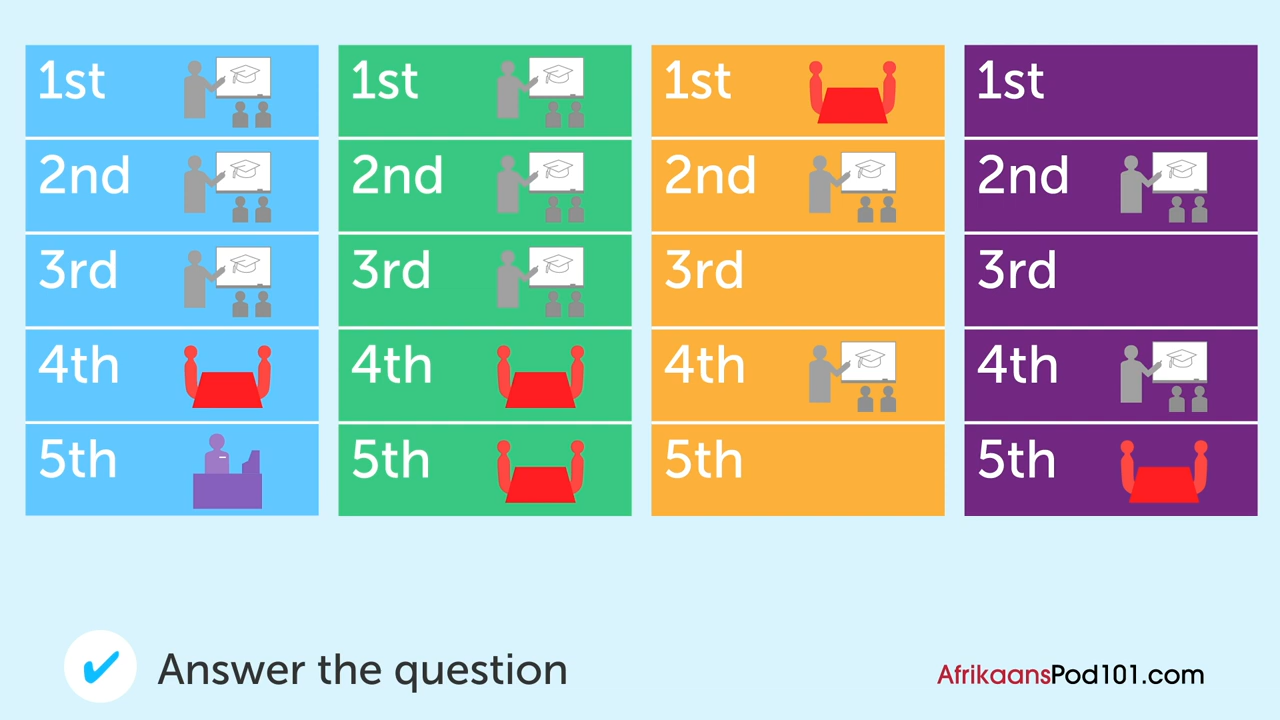 1st
2nd
3rd
4th
5th
1st
2nd
3rd
4th
5th
1st
2nd
3rd
4th
5th
1st
2nd
3rd
4th
5th
✔ Answer the question
AfrikaansPod101.com